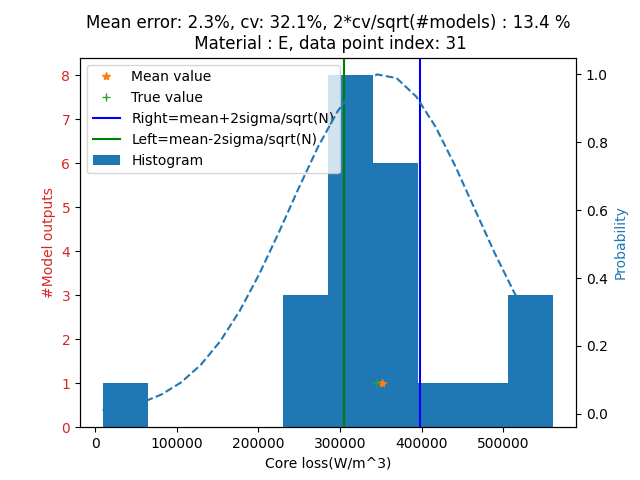 Mean error: 2.3%, cv: 32.1%, 2*cv/sqrt(#models) : 13.4 %
Material : E, data point index: 31
Mean value
True value
Right=mean+2sigma/sqrt(N)
Left=mean-2sigma/sqrt(N)
Histogram
8
7
6
5
4
3
2
1
0
#Model outputs
1.0
0.8
0.6
0.4
0.2
0.0
Probability
0
100000
200000
300000
400000
500000
Core loss(W/m^3)